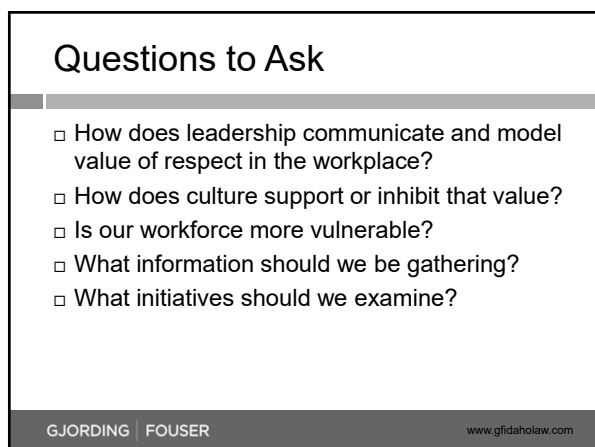 Questions to Ask
□ How does leadership communicate and model
value of respect in the workplace?
□ How does culture support or inhibit that value?
□ Is our workforce more vulnerable?
□ What information should we be gathering?
□ What initiatives should we examine?
GJORDING | FOUSER
www.gfidaholaw.com